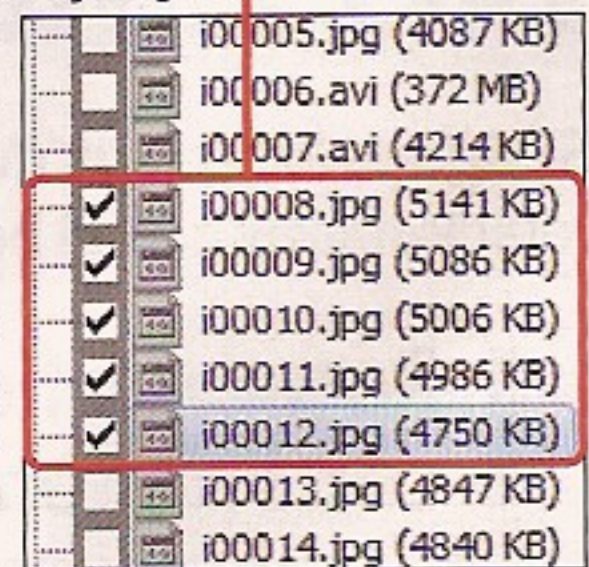 i00005.jpg (4087 KB)
i00006.avi (372 MB)
i00007.avi (4214 KB)
i00008.jpg (5141 KB)
i00009.jpg (5086 KB)
i00010.jpg (5006 KB)
i00011.jpg (4986 KB)
i00012.jpg (4750 KB)
i00013.jpg (4847 KB)
i00014.jpg (4840 KB)